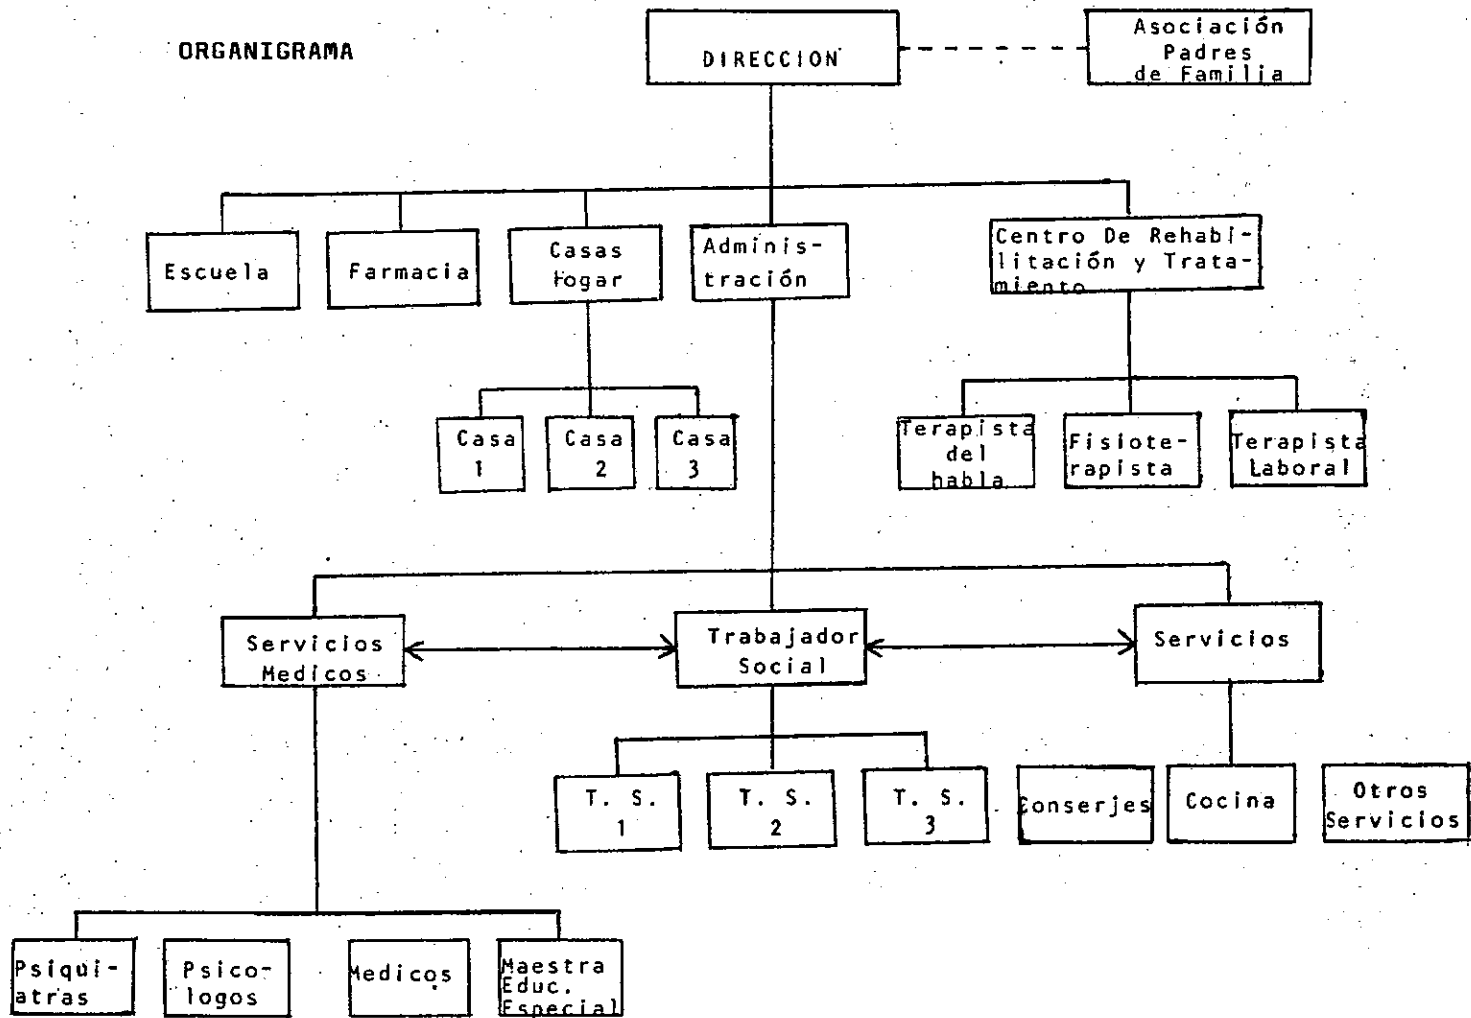 ORGANIGRAMA
DIRECCION
Asociación
Padres
de Familia
Escuela
Farmacia
Casas
Hogar
Adminis-
tración
Centro De Rehabi-
litación y Trata-
miento
Casa
1
Casa
2
Casa
3
Terapista
del
habla
Fisiote-
rapista
Terapista
Laboral
Servicios
Medicos
Trabajador
Social
Servicios
T. S.
1
T. S.
2
T. S.
3
Conserjes
Cocina
Otros
Servicios
Psiqui-
atras
Psico-
logos
Medicos
Maestra
Educ.
Especial